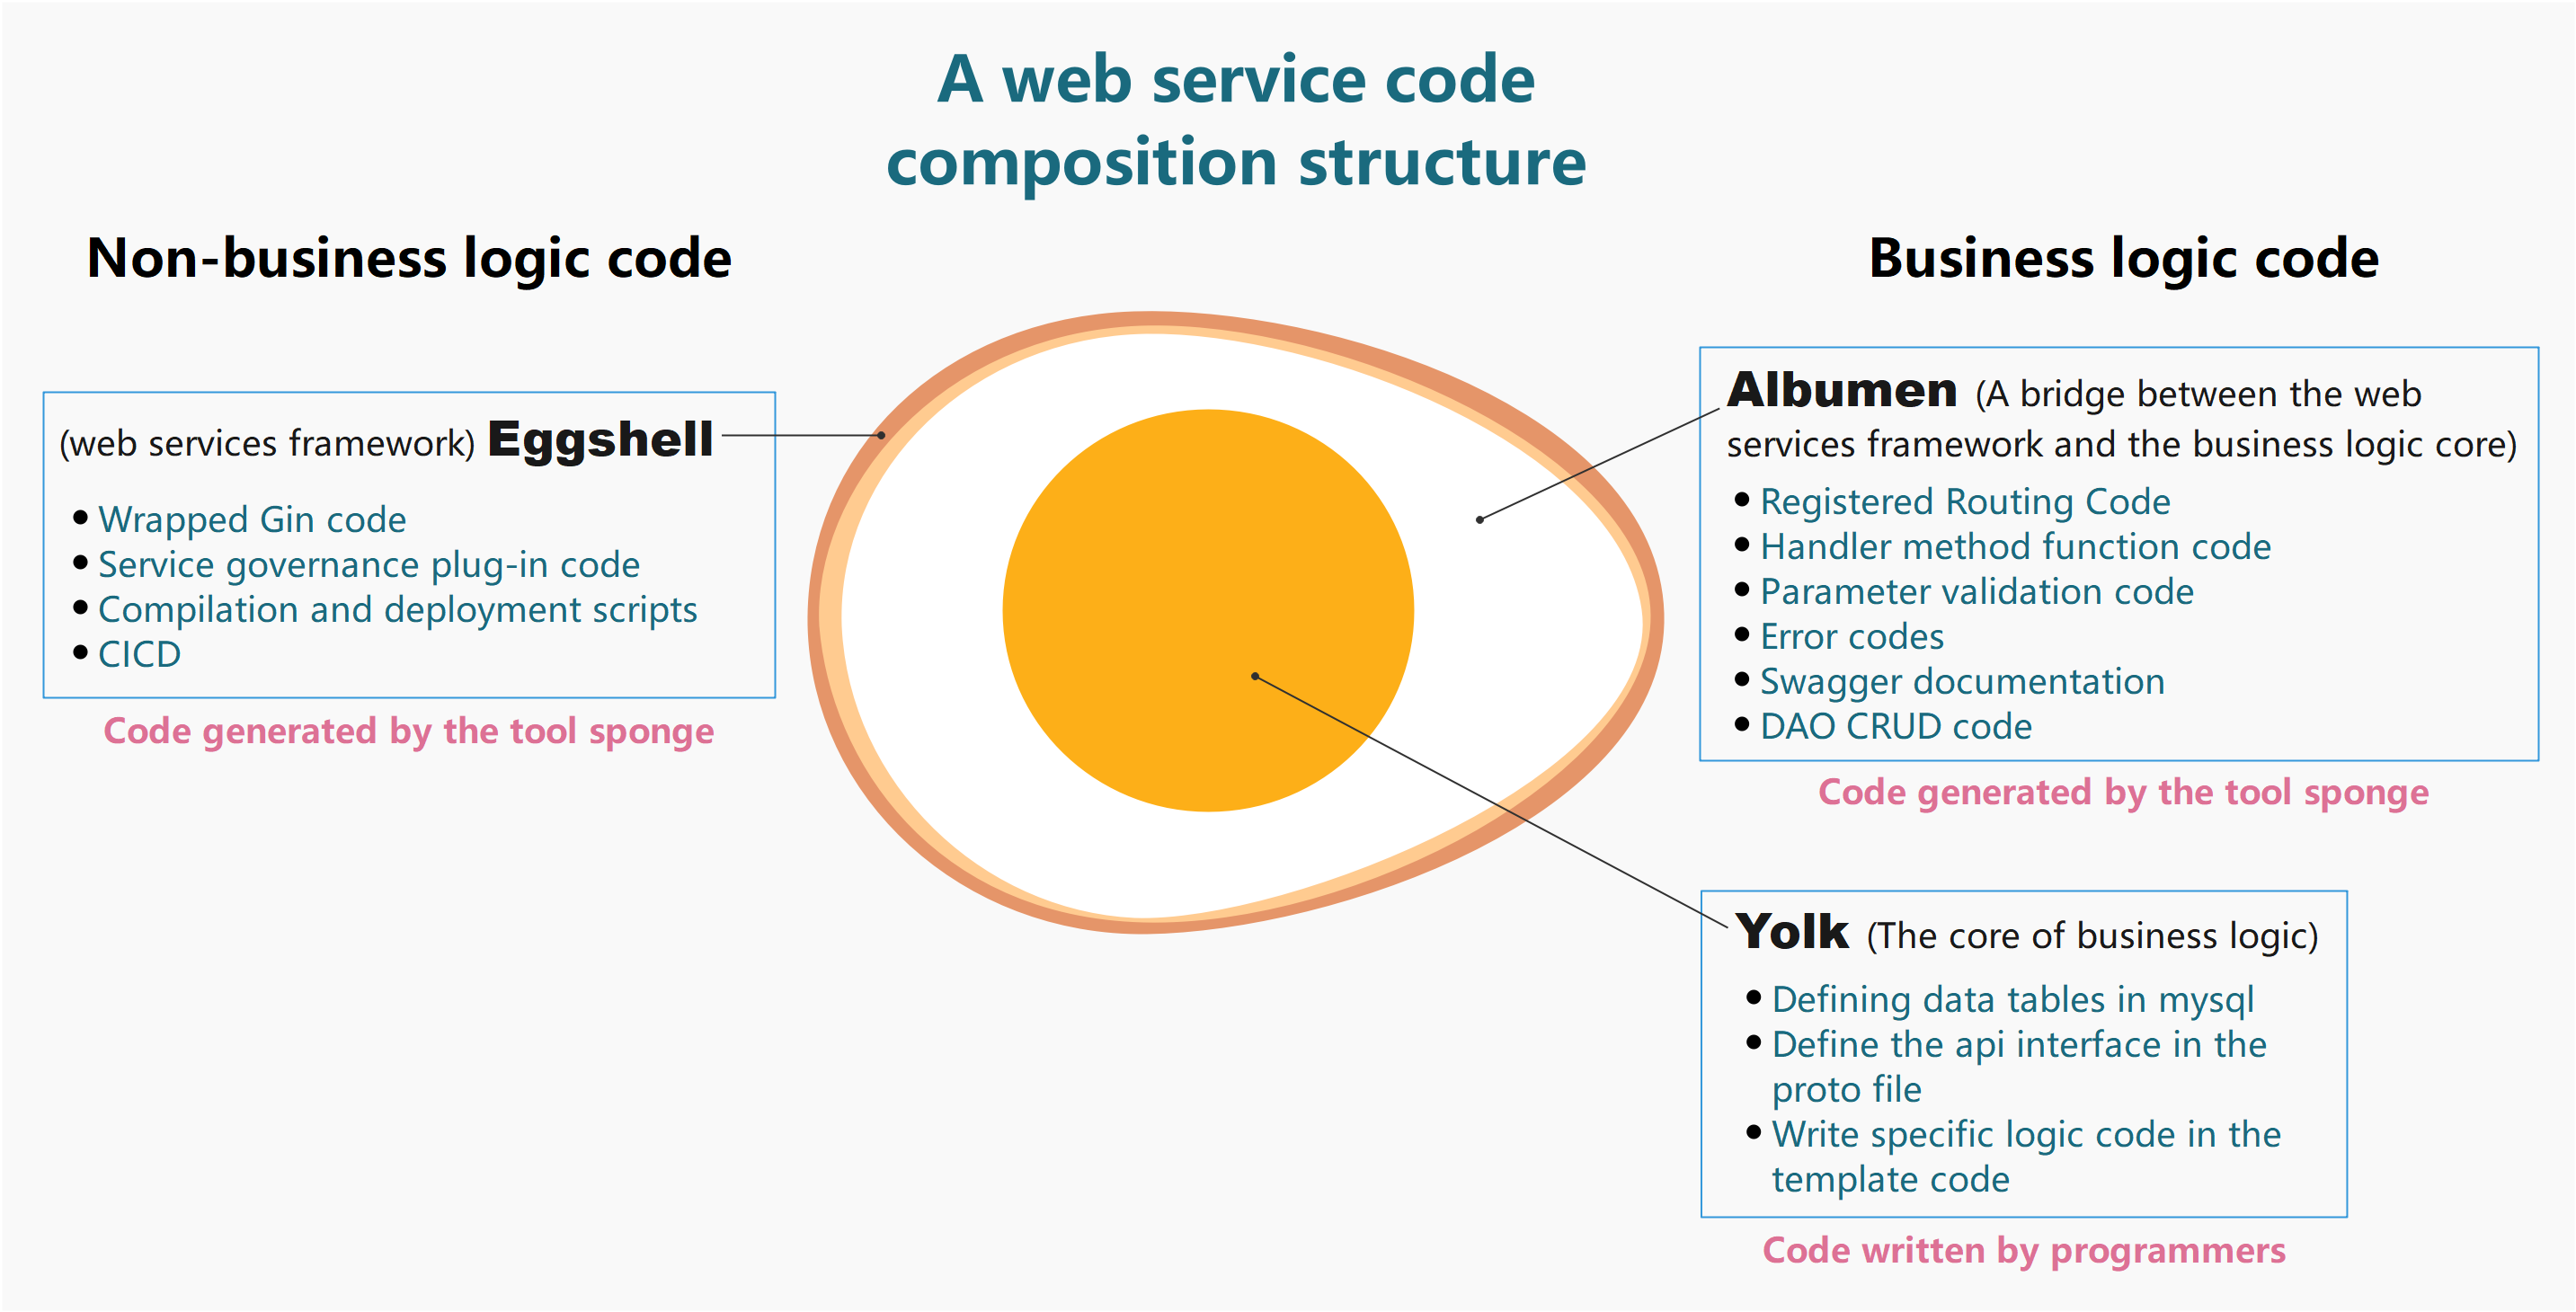 A web service code
composition structure
Non-business logic code
(web services framework) Eggshell
Wrapped Gin code
Service governance plug-in code
Compilation and deployment scripts
CICD
Code generated by the tool sponge
Business logic code
Albumen (A bridge between the web
services framework and the business logic core)
Registered Routing Code
Handler method function code
Parameter validation code
Error codes
Swagger documentation
DAO CRUD code
Code generated by the tool sponge
Yolk (The core of business logic)
Defining data tables in mysql
Define the api interface in the
proto file
Write specific logic code in the
template code
Code written by programmers